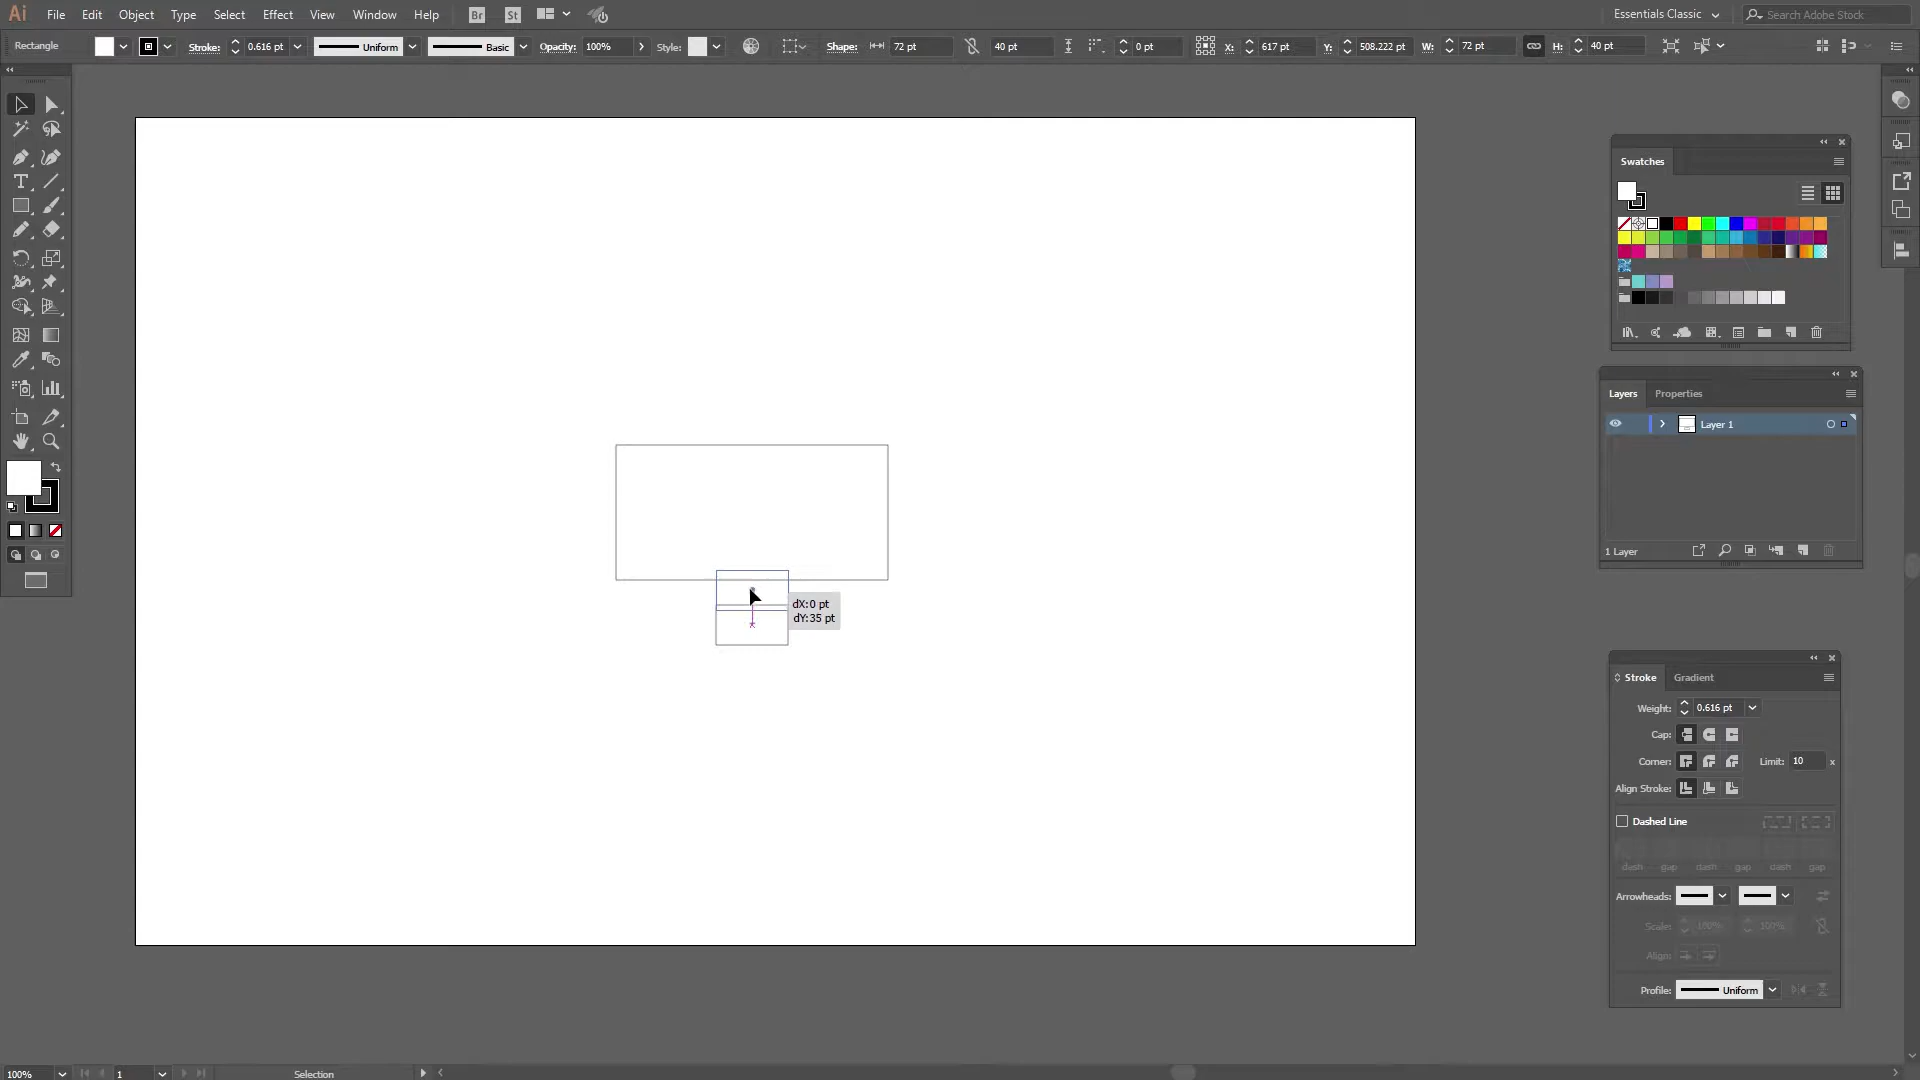 Ai File Edit Object Type Select Effect View Window Help Br St Essentials Classic Search Adobe Stock
Rectangle Stroke: 0.616 pt Uniform Basic Opacity: 100% Style: Shape: 72 pt 40 pt 0 pt X: 617 pt Y: 508.222 pt W: 72 pt H: 40 pt
Swatches
Layers Properties
Layer 1
1 Layer
dX:0 pt
dY:35 pt
Stroke Gradient
Weight: 0.616 pt
Cap:
Corner: Limit: 10 x
Align Stroke:
Dashed Line
dash gap dash gap dash gap
Arrowheads:
Scale: 100% 100%
Align:
Profile: Uniform
100% 1 Selection